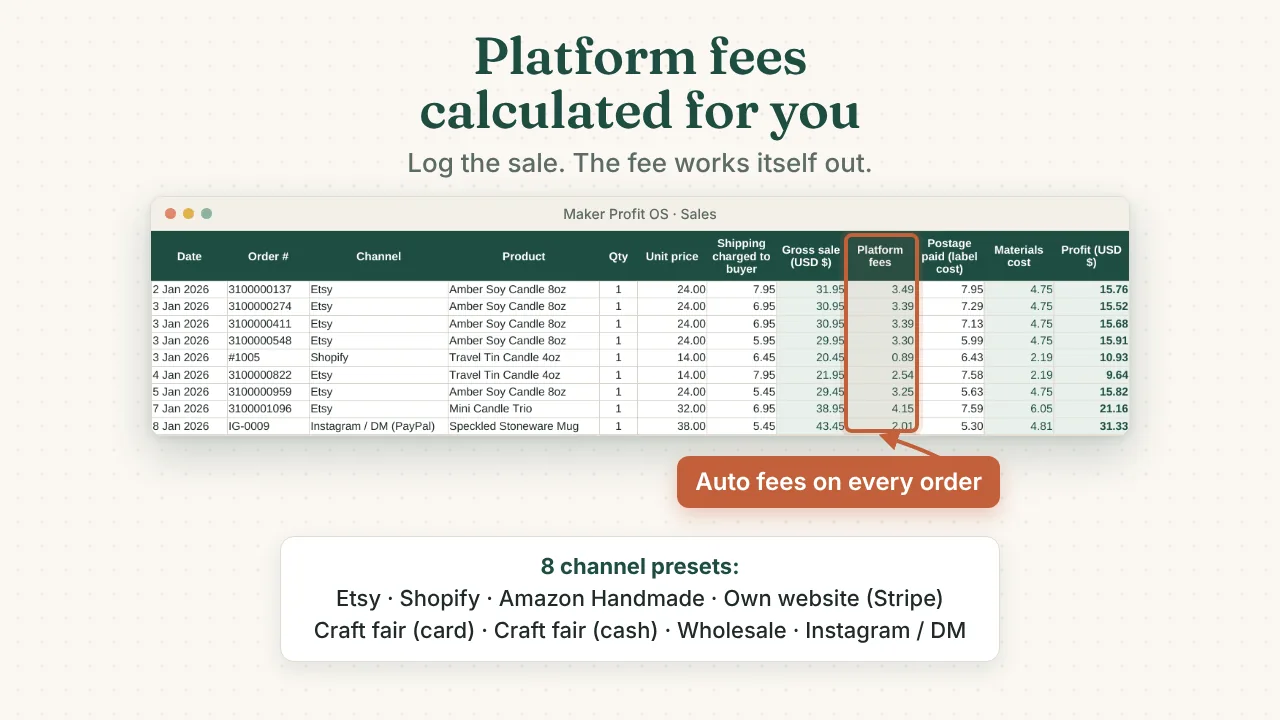 Platform fees
calculated for you
Log the sale. The fee works itself out.
Maker Profit OS · Sales
Date Order # Channel Product Qty Unit price Shipping charged to buyer Gross sale (USD $) Platform fees Postage paid (label cost) Materials cost Profit (USD $)
2 Jan 2026 3100000137 Etsy Amber Soy Candle 8oz 1 24.00 7.95 31.95 3.49 7.95 4.75 15.76
3 Jan 2026 3100000274 Etsy Amber Soy Candle 8oz 1 24.00 6.95 30.95 3.39 7.29 4.75 15.52
3 Jan 2026 3100000411 Etsy Amber Soy Candle 8oz 1 24.00 6.95 30.95 3.39 7.13 4.75 15.68
3 Jan 2026 3100000548 Etsy Amber Soy Candle 8oz 1 24.00 5.95 29.95 3.30 5.99 4.75 15.91
3 Jan 2026 #1005 Shopify Travel Tin Candle 4oz 1 14.00 6.45 20.45 0.89 6.43 2.19 10.93
4 Jan 2026 3100000822 Etsy Travel Tin Candle 4oz 1 14.00 7.95 21.95 2.54 7.58 2.19 9.64
5 Jan 2026 3100000959 Etsy Amber Soy Candle 8oz 1 24.00 5.45 29.45 3.25 5.63 4.75 15.82
7 Jan 2026 3100001096 Etsy Mini Candle Trio 1 32.00 6.95 38.95 4.15 7.59 6.05 21.16
8 Jan 2026 IG-0009 Instagram / DM (PayPal) Speckled Stoneware Mug 1 38.00 5.45 43.45 2.01 5.30 4.81 31.33
Auto fees on every order
8 channel presets:
Etsy · Shopify · Amazon Handmade · Own website (Stripe)
Craft fair (card) · Craft fair (cash) · Wholesale · Instagram / DM